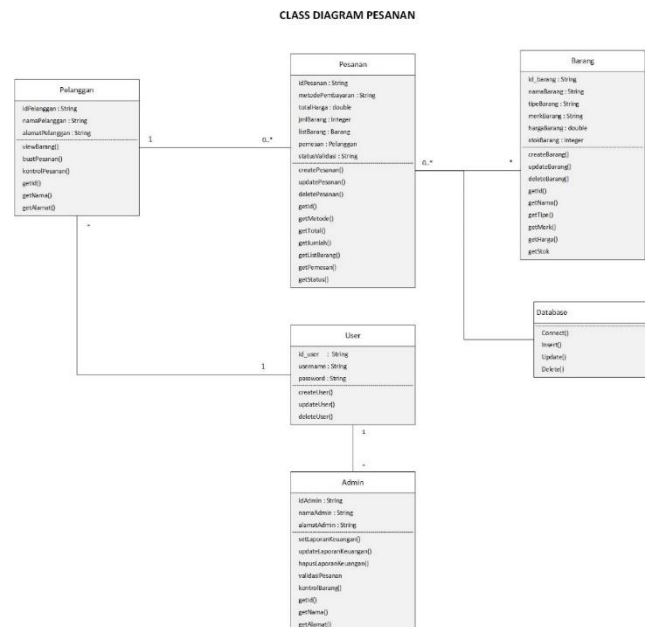 CLASS DIAGRAM PESANAN
Pelanggan
idPelanggan : String
namaPelanggan : String
alamatPelanggan : String
viewBarang()
buatPesanan()
kontrolPesanan()
getId()
getNama()
getAlamat()
1
0..*
Pesanan
idPesanan : String
metodePembayaran : String
totalHarga : double
jmlBarang : Integer
listBarang : Barang
pemesan : Pelanggan
statusValidasi : String
createPesanan()
updatePesanan()
deletePesanan()
getId()
getMetode()
getTotal()
getJumlah()
getListBarang()
getPemesan()
getStatus()
0..*
*
Barang
id_barang : String
namaBarang : String
tipeBarang : String
merkBarang : String
hargaBarang : double
stokBarang : Integer
createBarang()
updateBarang()
deleteBarang()
getId()
getNama()
getTipe()
getMerk()
getHarga()
getStok
Database
Connect()
Insert()
Update()
Delete()
*
1
User
id_user : String
username : String
password : String
createUser()
updateUser()
deleteUser()
1
*
Admin
idAdmin : String
namaAdmin : String
alamatAdmin : String
setLaporanKeuangan()
updateLaporanKeuangan()
hapusLaporanKeuangan()
validasiPesanan
kontrolBarang()
getId()
getNama()
getAlamat()